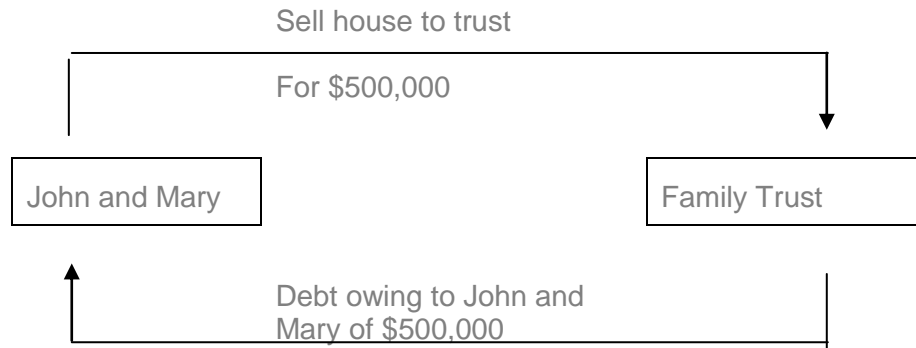 Sell house to trust
For $500,000
John and Mary
Family Trust
Debt owing to John and
Mary of $500,000